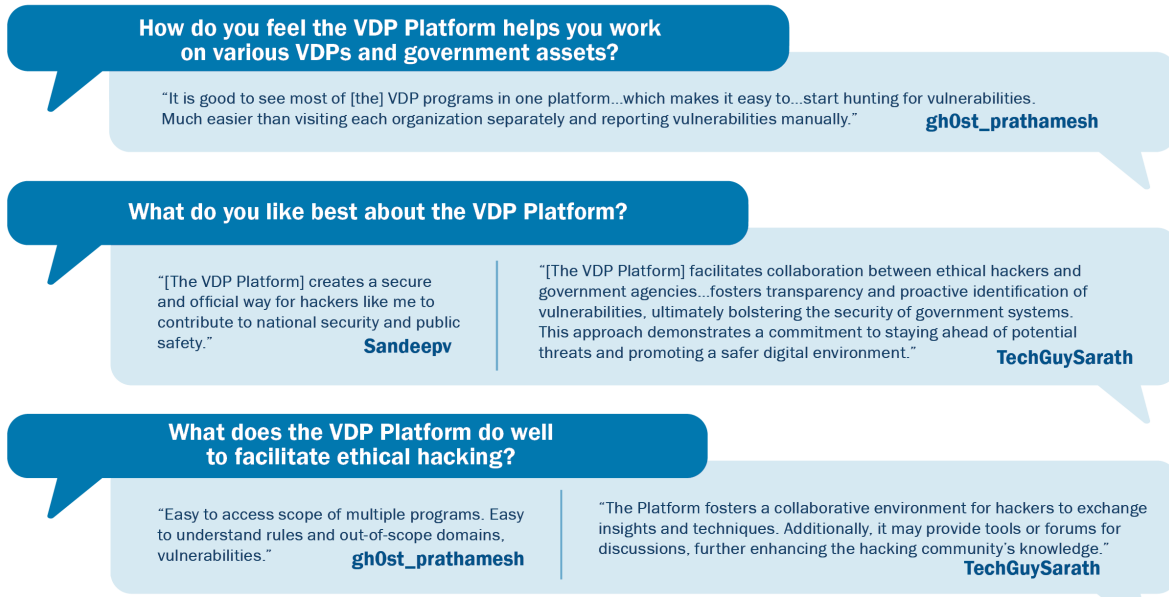 How do you feel the VDP Platform helps you work
on various VDPs and government assets?
“It is good to see most of [the] VDP programs in one platform...which makes it easy to...start hunting for vulnerabilities.
Much easier than visiting each organization separately and reporting vulnerabilities manually.”
gh0st_prathamesh
What do you like best about the VDP Platform?
“[The VDP Platform] creates a secure
and official way for hackers like me to
contribute to national security and public
safety.”
Sandeepv
“[The VDP Platform] facilitates collaboration between ethical hackers and
government agencies...fosters transparency and proactive identification of
vulnerabilities, ultimately bolstering the security of government systems.
This approach demonstrates a commitment to staying ahead of potential
threats and promoting a safer digital environment.”
TechGuySarath
What does the VDP Platform do well
to facilitate ethical hacking?
“Easy to access scope of multiple programs. Easy
to understand rules and out-of-scope domains,
vulnerabilities.”
gh0st_prathamesh
“The Platform fosters a collaborative environment for hackers to exchange
insights and techniques. Additionally, it may provide tools or forums for
discussions, further enhancing the hacking community’s knowledge.”
TechGuySarath